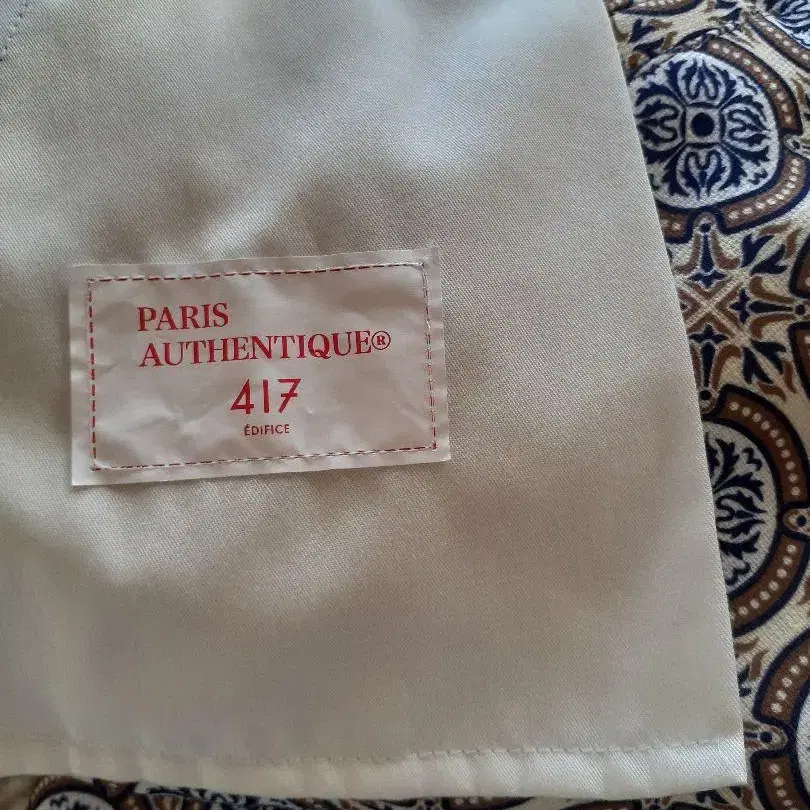 PARIS
AUTHENTIQUE®
417
ÉDIFICE